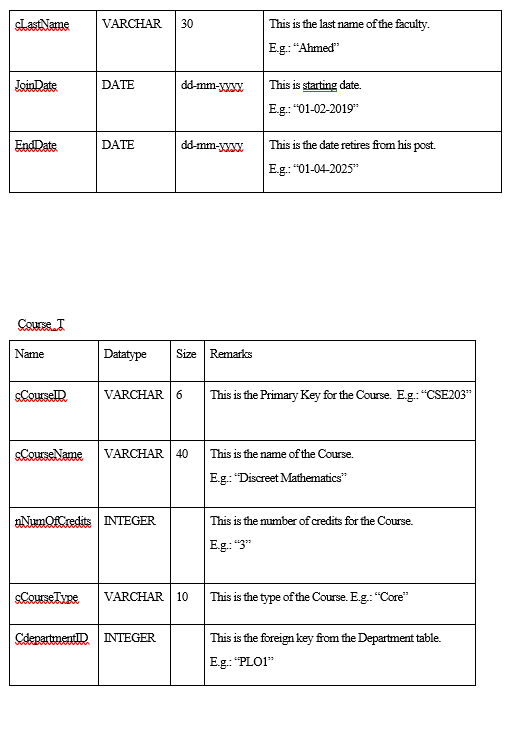 cLastName VARCHAR 30 This is the last name of the faculty.
E.g.: “Ahmed”
JoinDate DATE dd-mm-yyyy This is starting date.
E.g.: “01-02-2019”
EndDate DATE dd-mm-yyyy This is the date retires from his post.
E.g.: “01-04-2025”
Course_T
Name Datatype Size Remarks
cCourseID VARCHAR 6 This is the Primary Key for the Course. E.g.: “CSE203”
cCourseName VARCHAR 40 This is the name of the Course.
E.g.: “Discreet Mathematics”
nNumOfCredits INTEGER This is the number of credits for the Course.
E.g.: “3”
cCourseType VARCHAR 10 This is the type of the Course. E.g.: “Core”
CdepartmentID INTEGER This is the foreign key from the Department table.
E.g.: “PLO1”